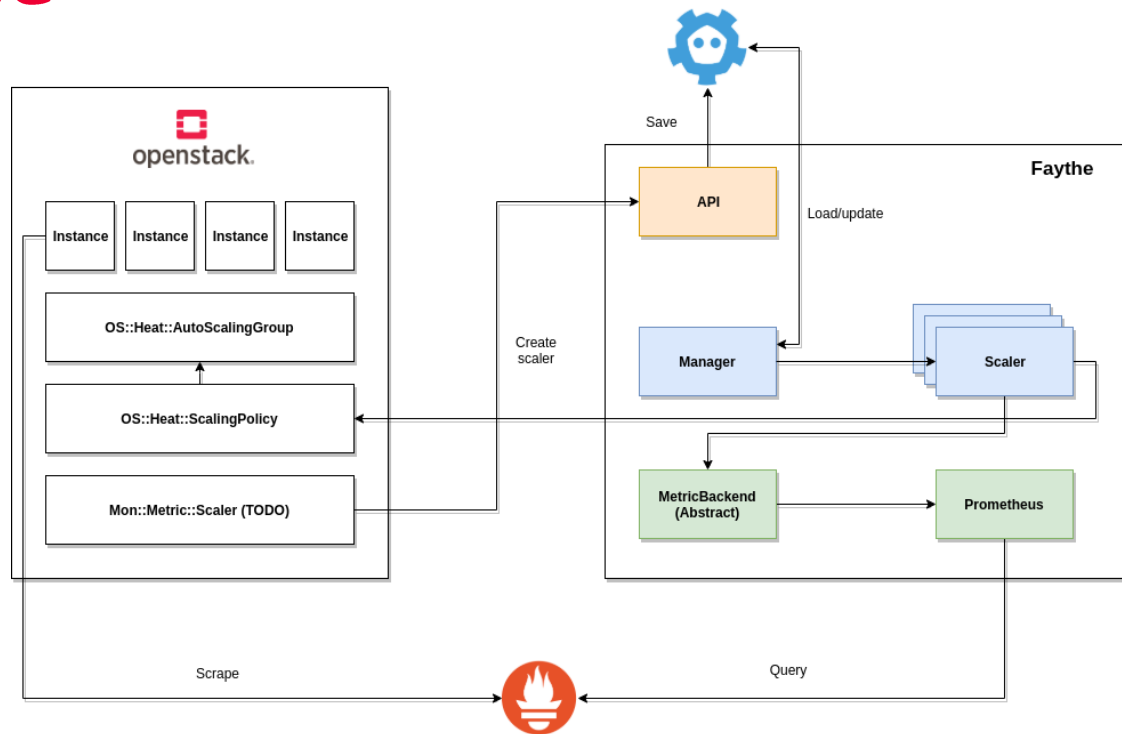 Save
openstack.
Faythe
API
Load/update
Instance
Instance
Instance
Instance
OS::Heat::AutoScalingGroup
Create
scaler
Manager
Scaler
OS::Heat::ScalingPolicy
MetricBackend
(Abstract)
Prometheus
Mon::Metric::Scaler (TODO)
Scrape
Query